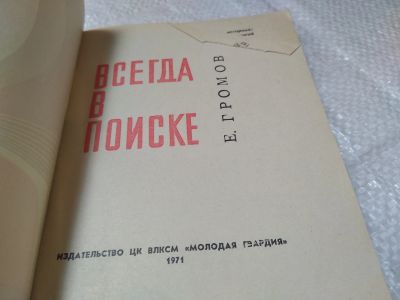 ВСЕГДА
В
ПОИСКЕ
Е. ГРОМОВ
ИЗДАТЕЛЬСТВО ЦК ВЛКСМ «МОЛОДАЯ ГВАРДИЯ»
1971